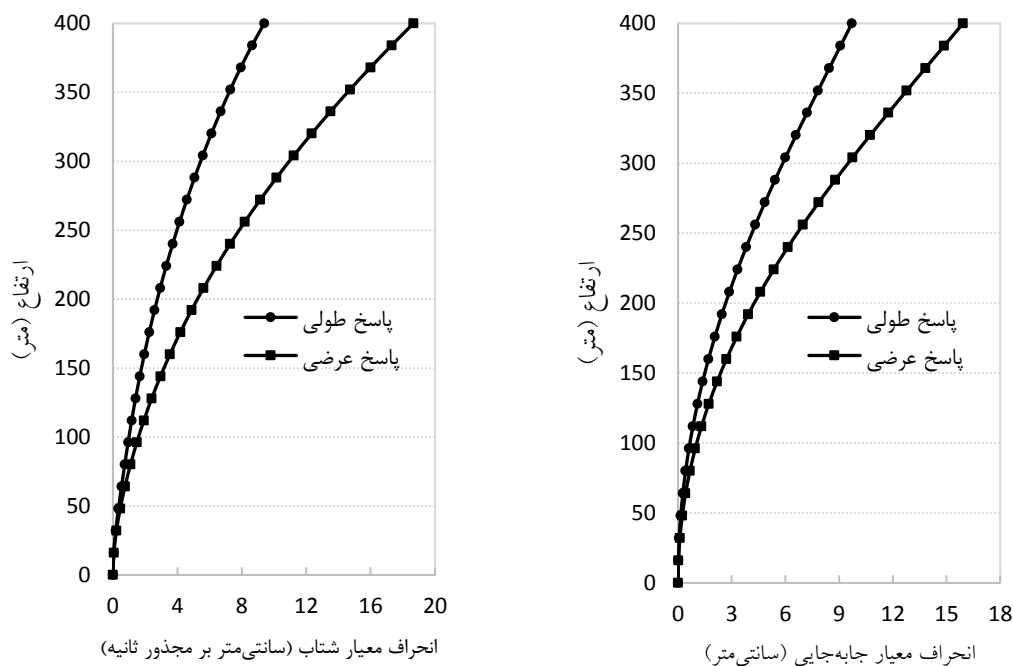 400
350
300
250
200
150
100
50
0
ارتفاع (متر)
پاسخ طولی
پاسخ عرضی
0 4 8 12 16 20
انحراف معیار شتاب (سانتی‌متر بر مجذور ثانیه)
400
350
300
250
200
150
100
50
0
ارتفاع (متر)
پاسخ طولی
پاسخ عرضی
0 3 6 9 12 15 18
انحراف معیار جابه‌جایی (سانتی‌متر)